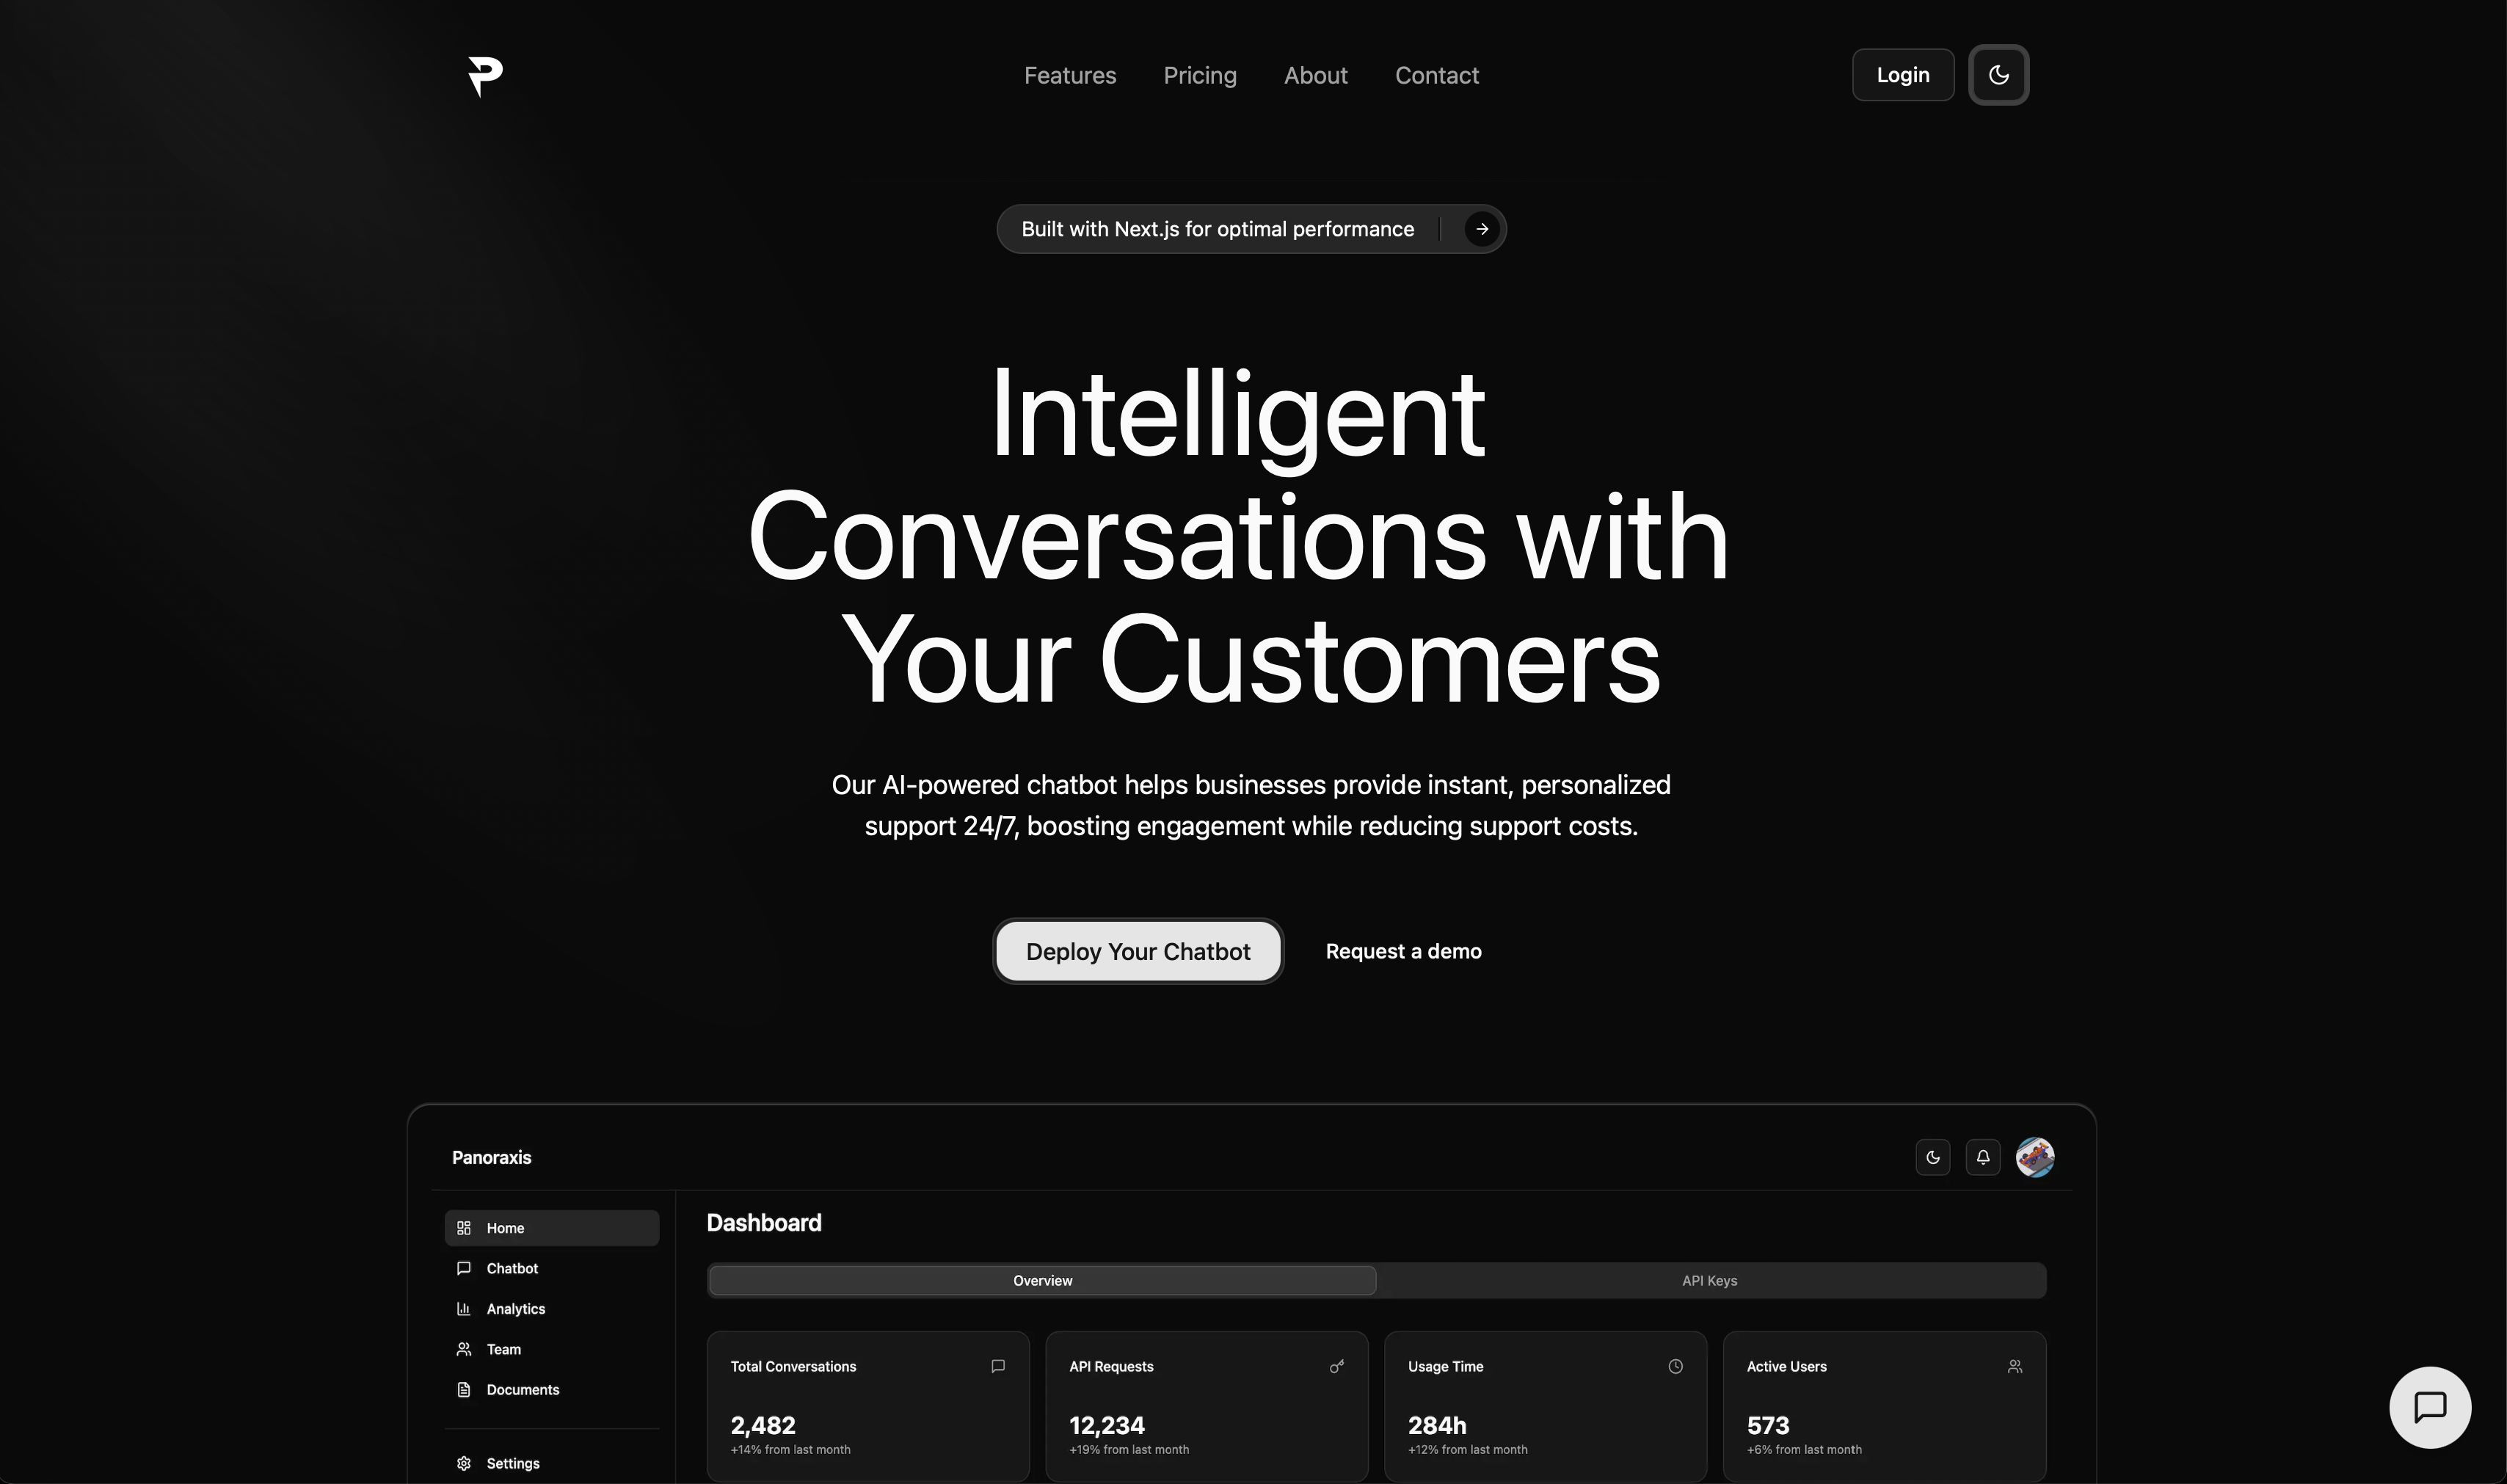 Features Pricing About Contact
Login
Built with Next.js for optimal performance
Intelligent
Conversations with
Your Customers
Our AI-powered chatbot helps businesses provide instant, personalized
support 24/7, boosting engagement while reducing support costs.
Deploy Your Chatbot
Request a demo
Panoraxis
Home
Chatbot
Analytics
Team
Documents
Settings
Dashboard
Overview
API Keys
Total Conversations
2,482
+14% from last month
API Requests
12,234
+19% from last month
Usage Time
284h
+12% from last month
Active Users
573
+6% from last month